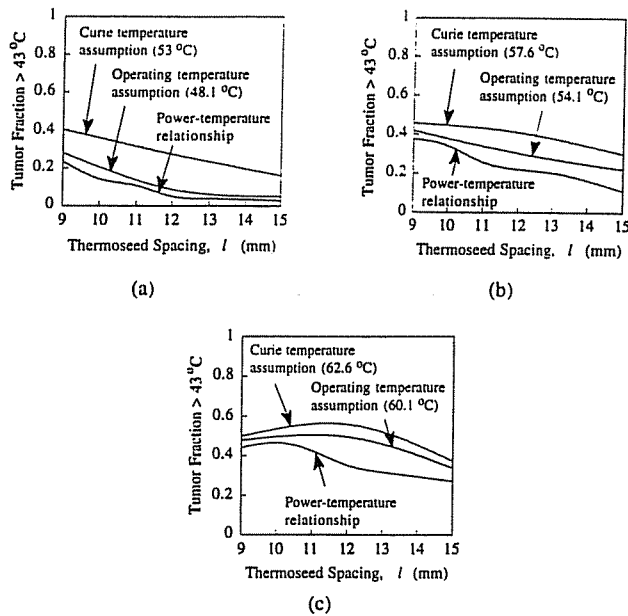 Tumor Fraction > 43 °C
1
0.8
0.6
0.4
0.2
0
Curie temperature
assumption (53 °C)
Operating temperature
assumption (48.1 °C)
Power-temperature
relationship
9 10 11 12 13 14 15
Thermoseed Spacing, l (mm)
(a)
Tumor Fraction > 43 °C
1
0.8
0.6
0.4
0.2
0
Curie temperature
assumption (57.6 °C)
Operating temperature
assumption (54.1 °C)
Power-temperature
relationship
9 10 11 12 13 14 15
Thermoseed Spacing, l (mm)
(b)
Tumor Fraction > 43 °C
1
0.8
0.6
0.4
0.2
0
Curie temperature
assumption (62.6 °C)
Operating temperature
assumption (60.1 °C)
Power-temperature
relationship
9 10 11 12 13 14 15
Thermoseed Spacing, l (mm)
(c)